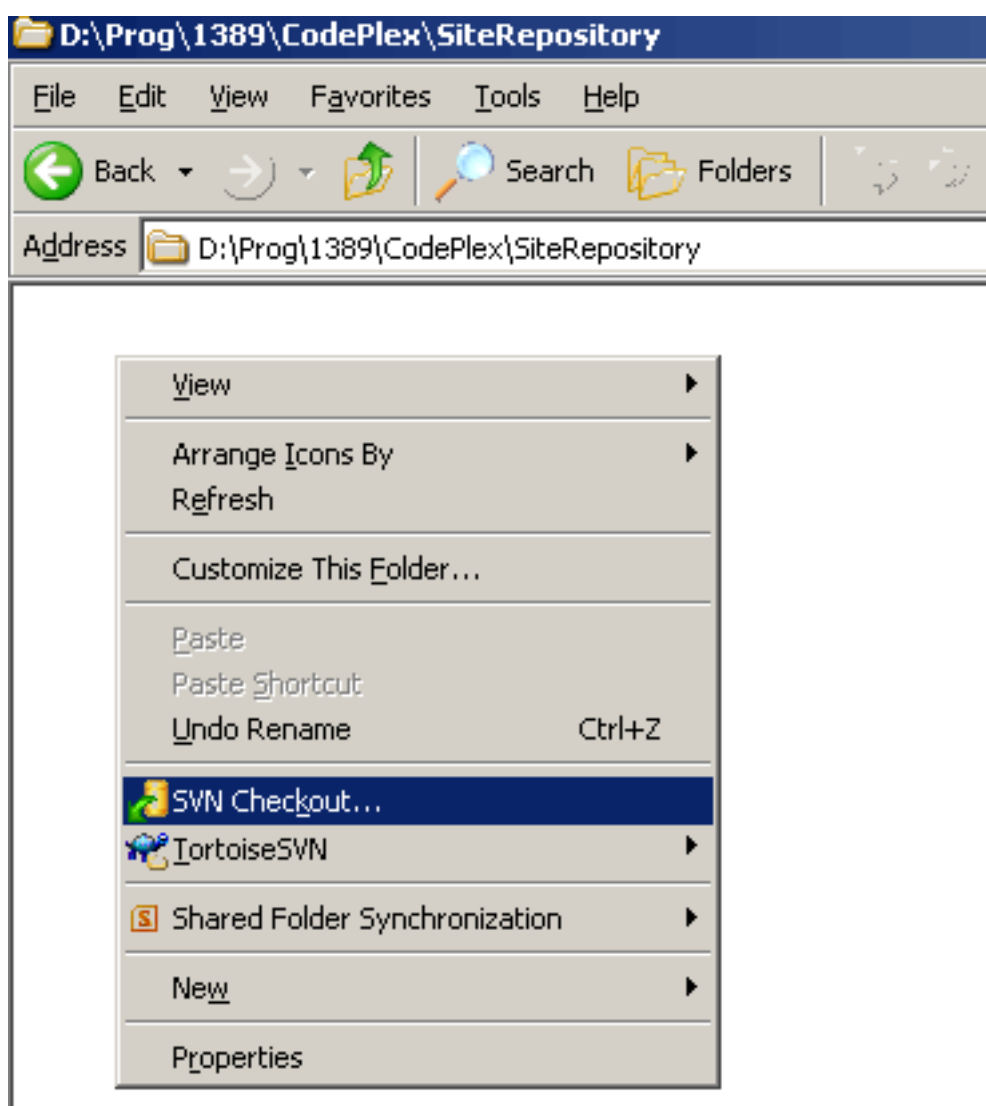 D:\Prog\1389\CodePlex\SiteRepository
File Edit View Favorites Tools Help
Back Search Folders
Address D:\Prog\1389\CodePlex\SiteRepository
View
Arrange Icons By
Refresh
Customize This Folder...
Paste
Paste Shortcut
Undo Rename Ctrl+Z
SVN Checkout...
TortoiseSVN
S Shared Folder Synchronization
New
Properties